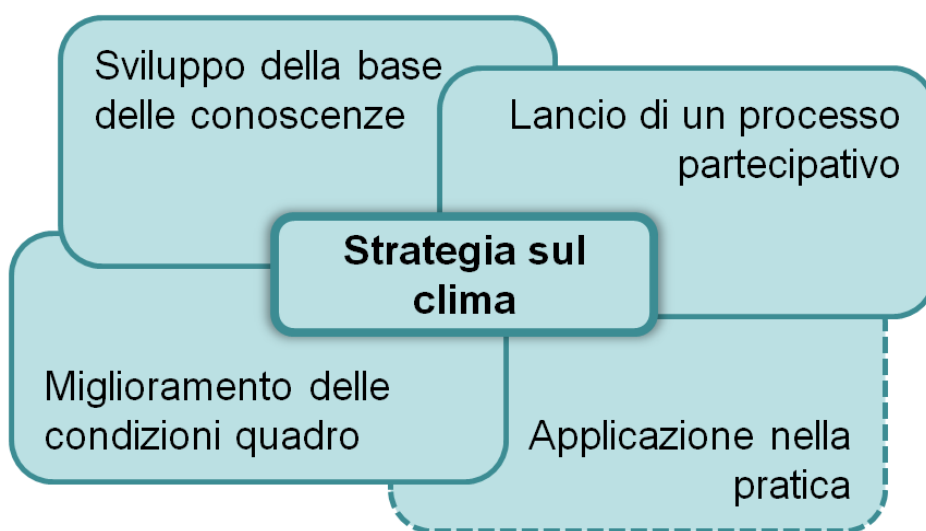 Sviluppo della base
delle conoscenze
Lancio di un processo
partecipativo
Strategia sul
clima
Miglioramento delle
condizioni quadro
Applicazione nella
pratica